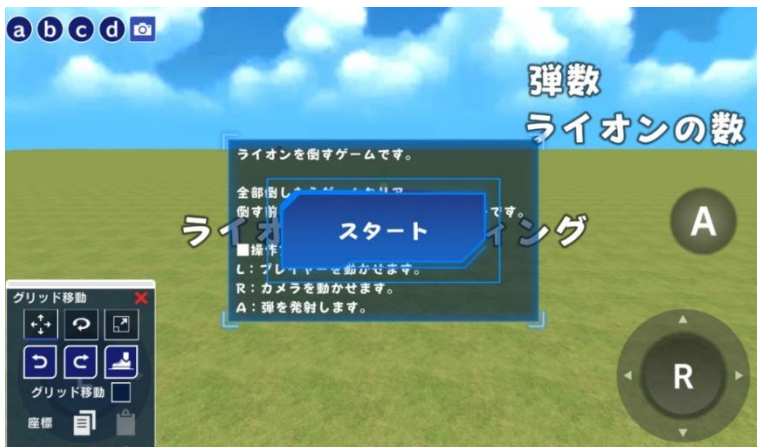 a b c d
弾数
ライオンの数
ライオンを倒すゲームです。
全部倒し
倒す前 です。
スタート
ライオ ィング
■操作
L:プレイヤーを動かせます。
R:カメラを動かせます。
A:弾を発射します。
A
R
グリッド移動
グリッド移動
座標